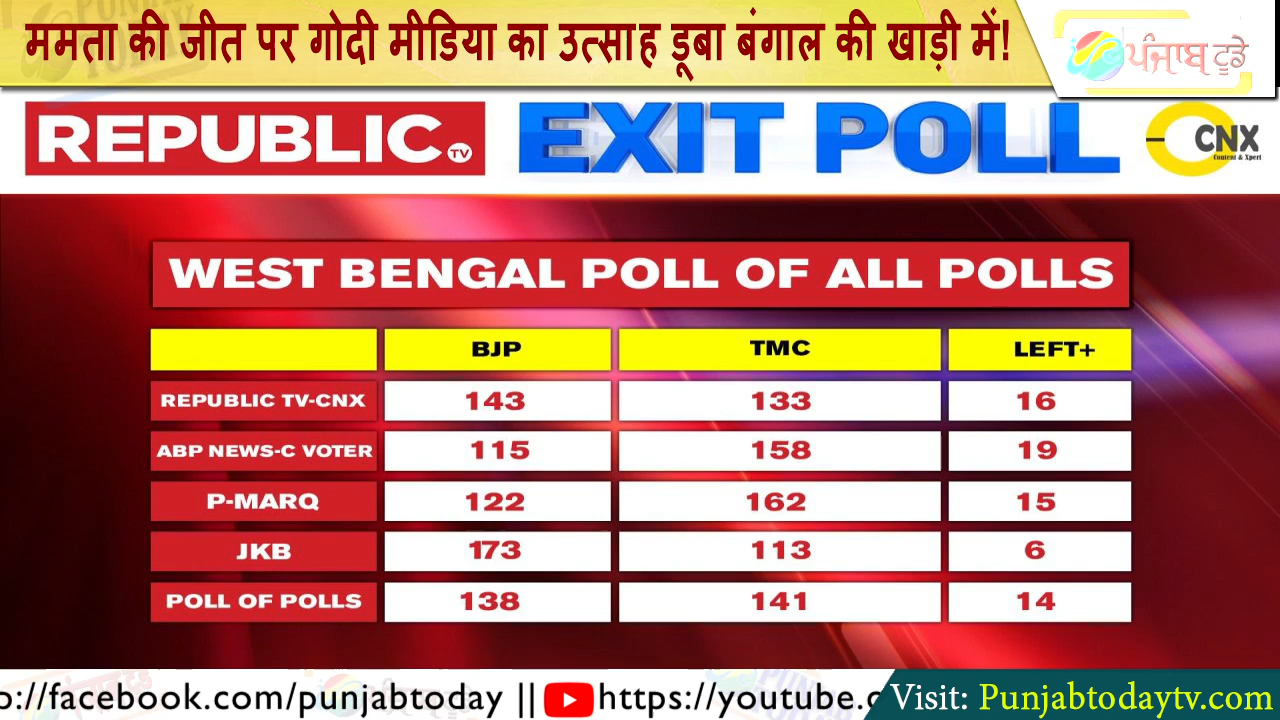 ममता की जीत पर गोदी मीडिया का उत्साह डूबा बंगाल की खाड़ी में!
ਪੰਜਾਬ ਟੂਡੇ
REPUBLIC TV
EXIT POLL
CNX
Content & Xpert
WEST BENGAL POLL OF ALL POLLS
BJP TMC LEFT+
REPUBLIC TV-CNX 143 133 16
ABP NEWS-C VOTER 115 158 19
P-MARQ 122 162 15
JKB 173 113 6
POLL OF POLLS 138 141 14
://facebook.com/punjabtoday || https://youtube.
Visit: Punjabtodaytv.com